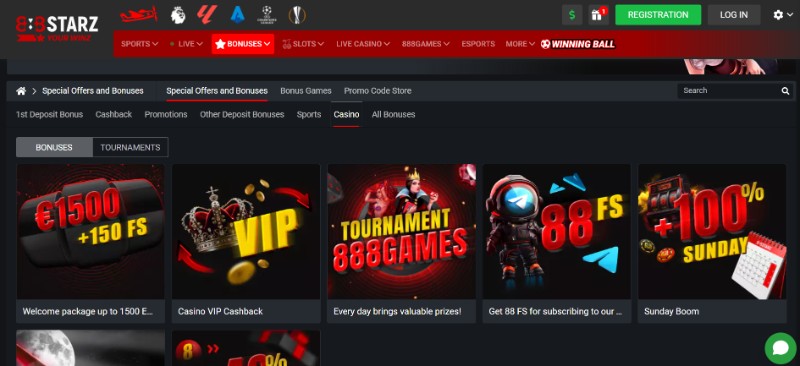 888STARZ
$
1
REGISTRATION
LOG IN
SPORTS
LIVE
BONUSES
SLOTS
LIVE CASINO
888GAMES
ESPORTS
MORE
WINNING BALL
Special Offers and Bonuses
Special Offers and Bonuses
Bonus Games
Promo Code Store
Search
1st Deposit Bonus
Cashback
Promotions
Other Deposit Bonuses
Sports
Casino
All Bonuses
BONUSES
TOURNAMENTS
€1500
+150 FS
Welcome package up to 1500 E...
VIP
Casino VIP Cashback
TOURNAMENT
888GAMES
Every day brings valuable prizes!
88 FS
Get 88 FS for subscribing to our ...
+100%
SUNDAY
Sunday Boom
8